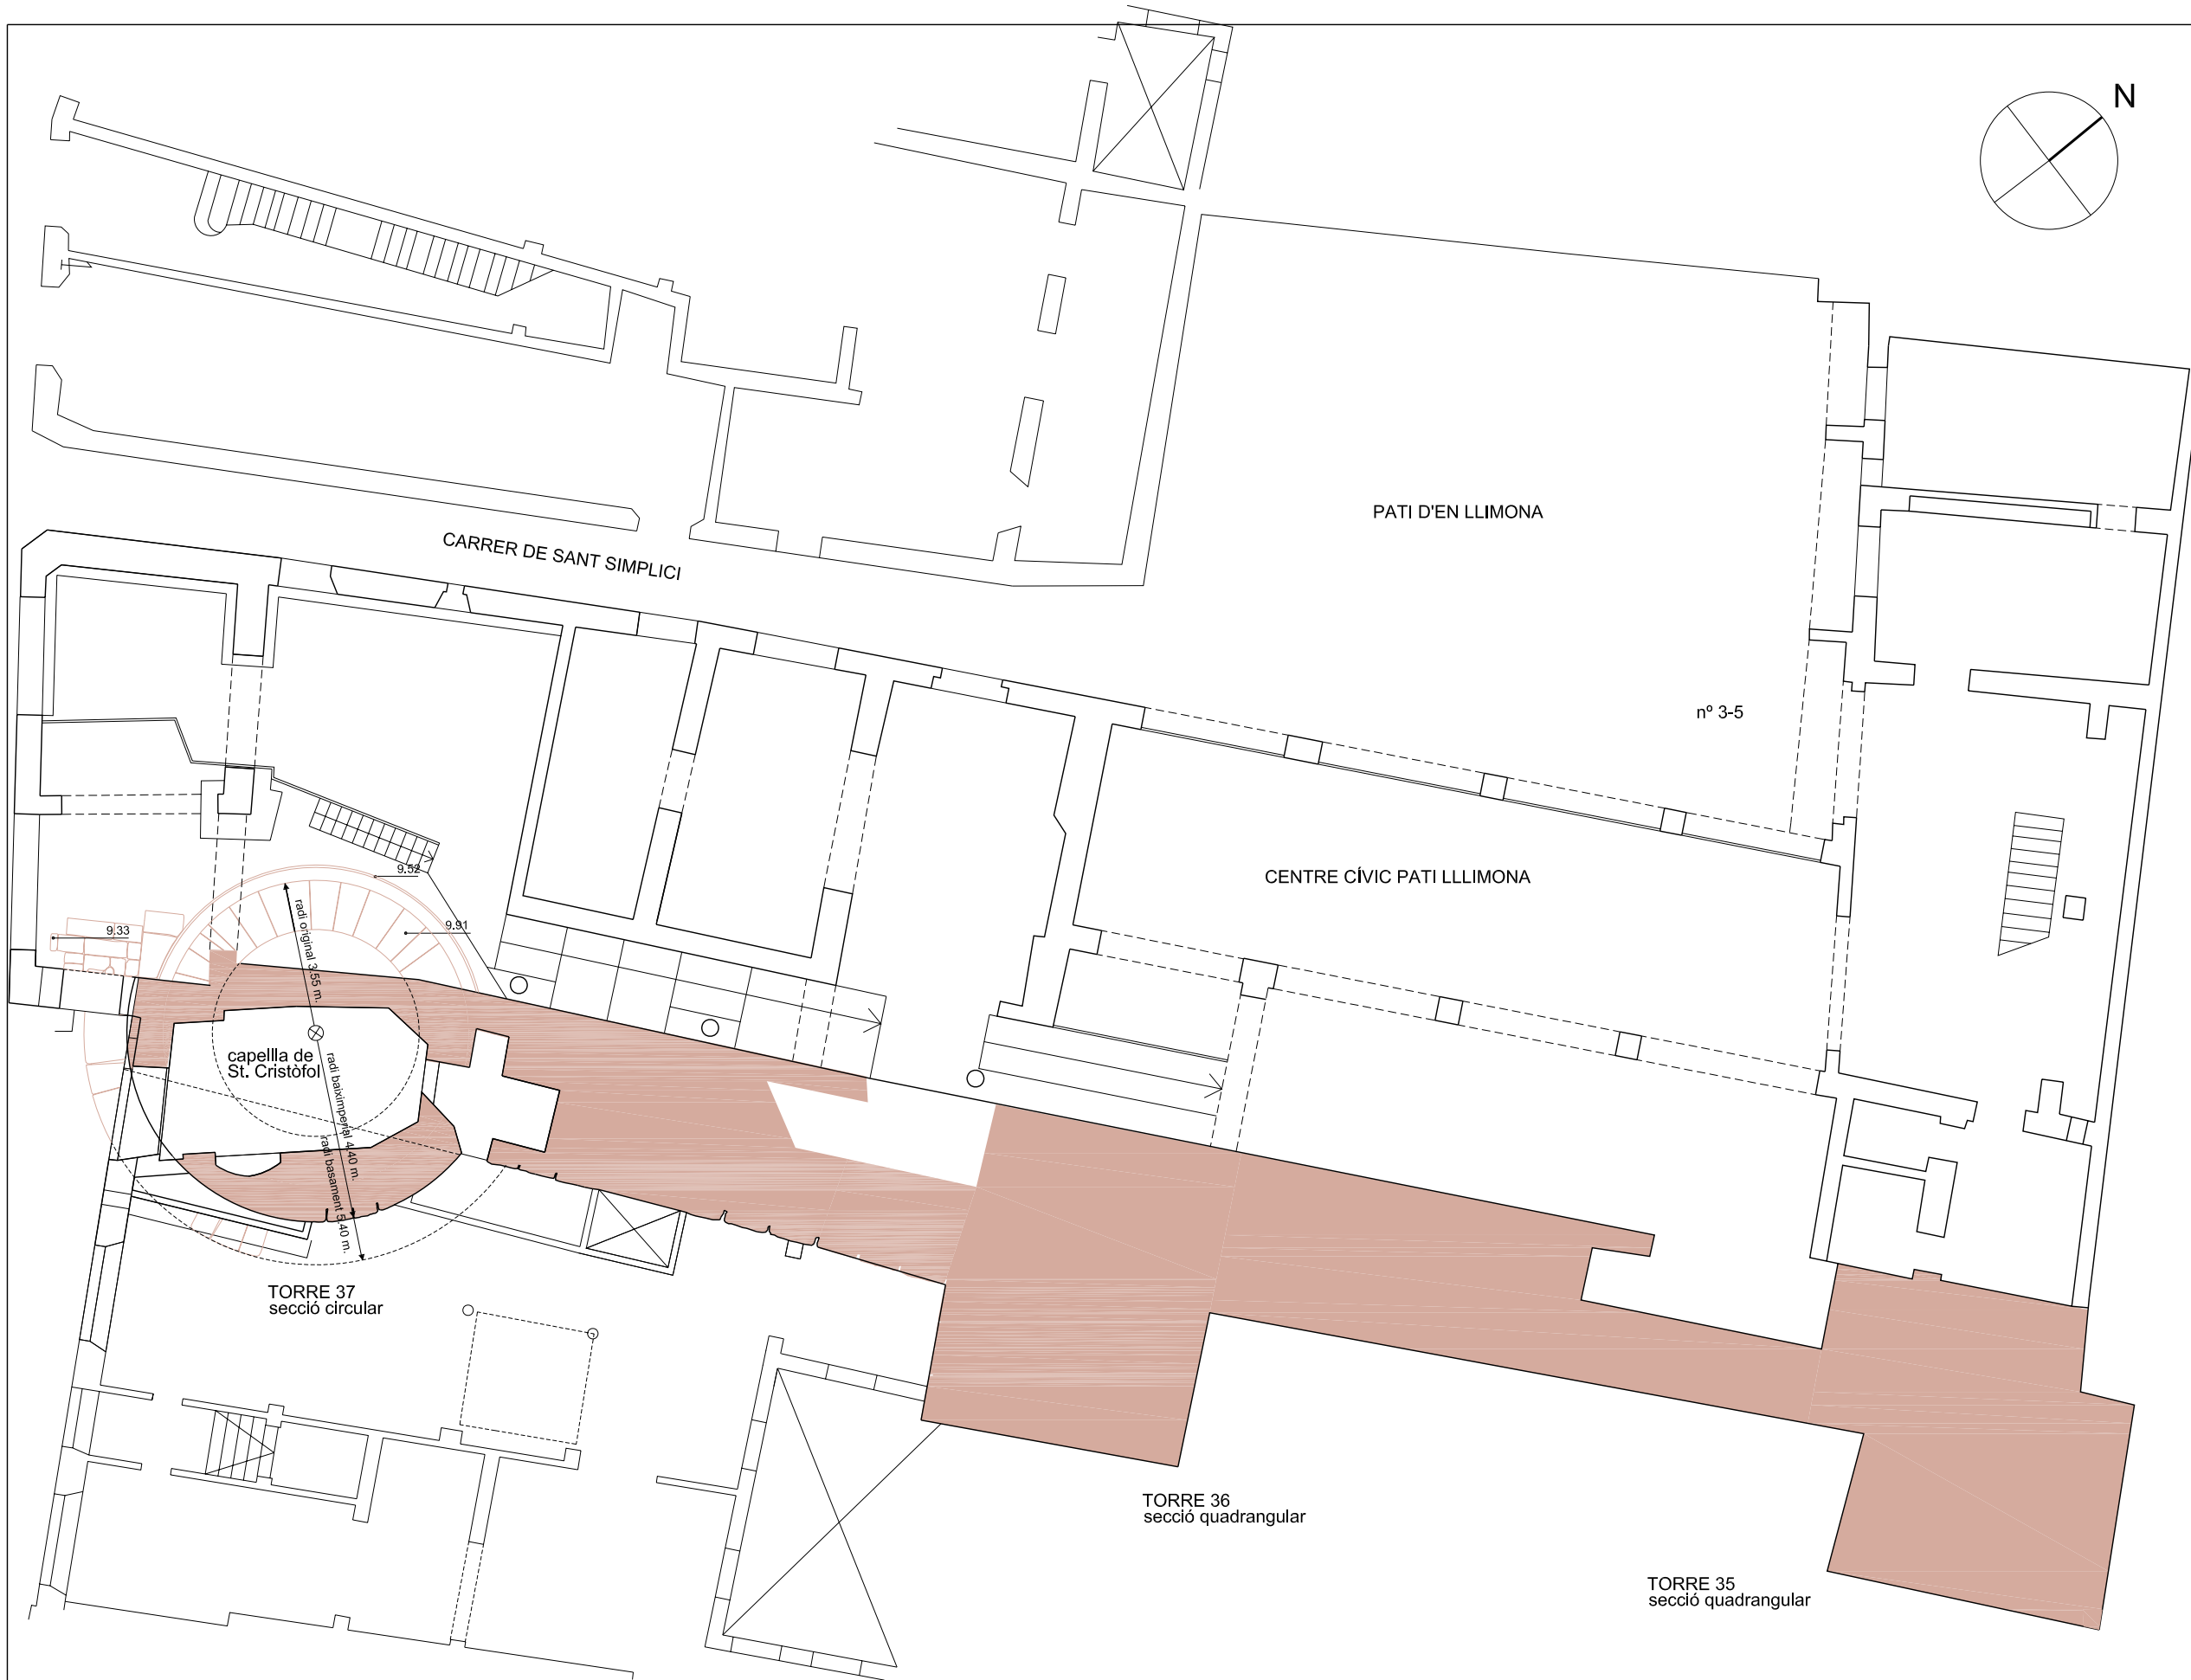 N
PATI D'EN LLIMONA
CARRER DE SANT SIMPLICI
nº 3-5
CENTRE CÍVIC PATI LLLIMONA
9.52
9.91
9.33
radi original 3.55 m.
capellla de
St. Cristòfol
radi baiximperial 4.40 m.
radi basament 5.40 m.
TORRE 37
secció circular
TORRE 36
secció quadrangular
TORRE 35
secció quadrangular